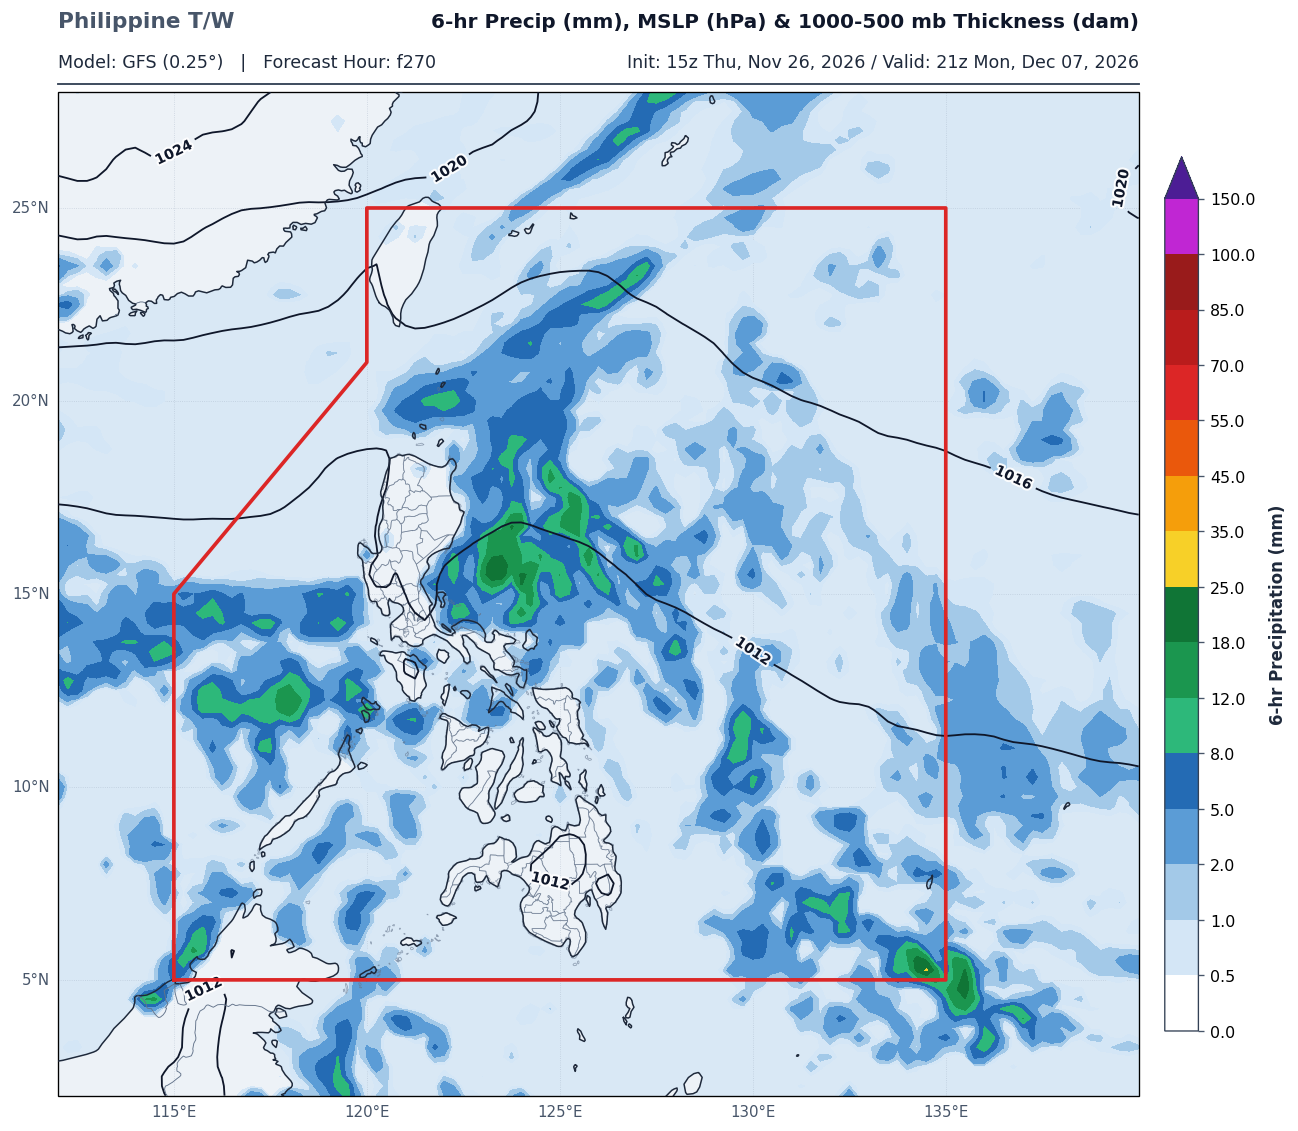 Philippine T/W
6-hr Precip (mm), MSLP (hPa) & 1000-500 mb Thickness (dam)
Model: GFS (0.25°) | Forecast Hour: f270
Init: 15z Thu, Nov 26, 2026 / Valid: 21z Mon, Dec 07, 2026
1024
1020
1020
1016
1012
1012
1012
25°N
20°N
15°N
10°N
5°N
115°E
120°E
125°E
130°E
135°E
150.0
100.0
85.0
70.0
55.0
45.0
35.0
25.0
18.0
12.0
8.0
5.0
2.0
1.0
0.5
0.0
6-hr Precipitation (mm)